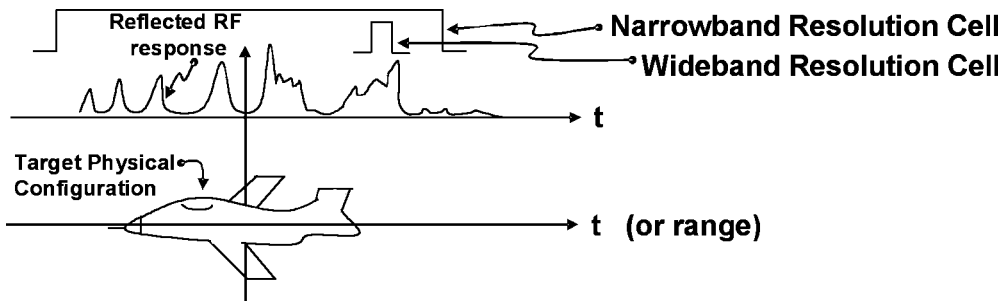 Narrowband Resolution Cell
Reflected RF
response
Wideband Resolution Cell
t
Target Physical
Configuration
t (or range)